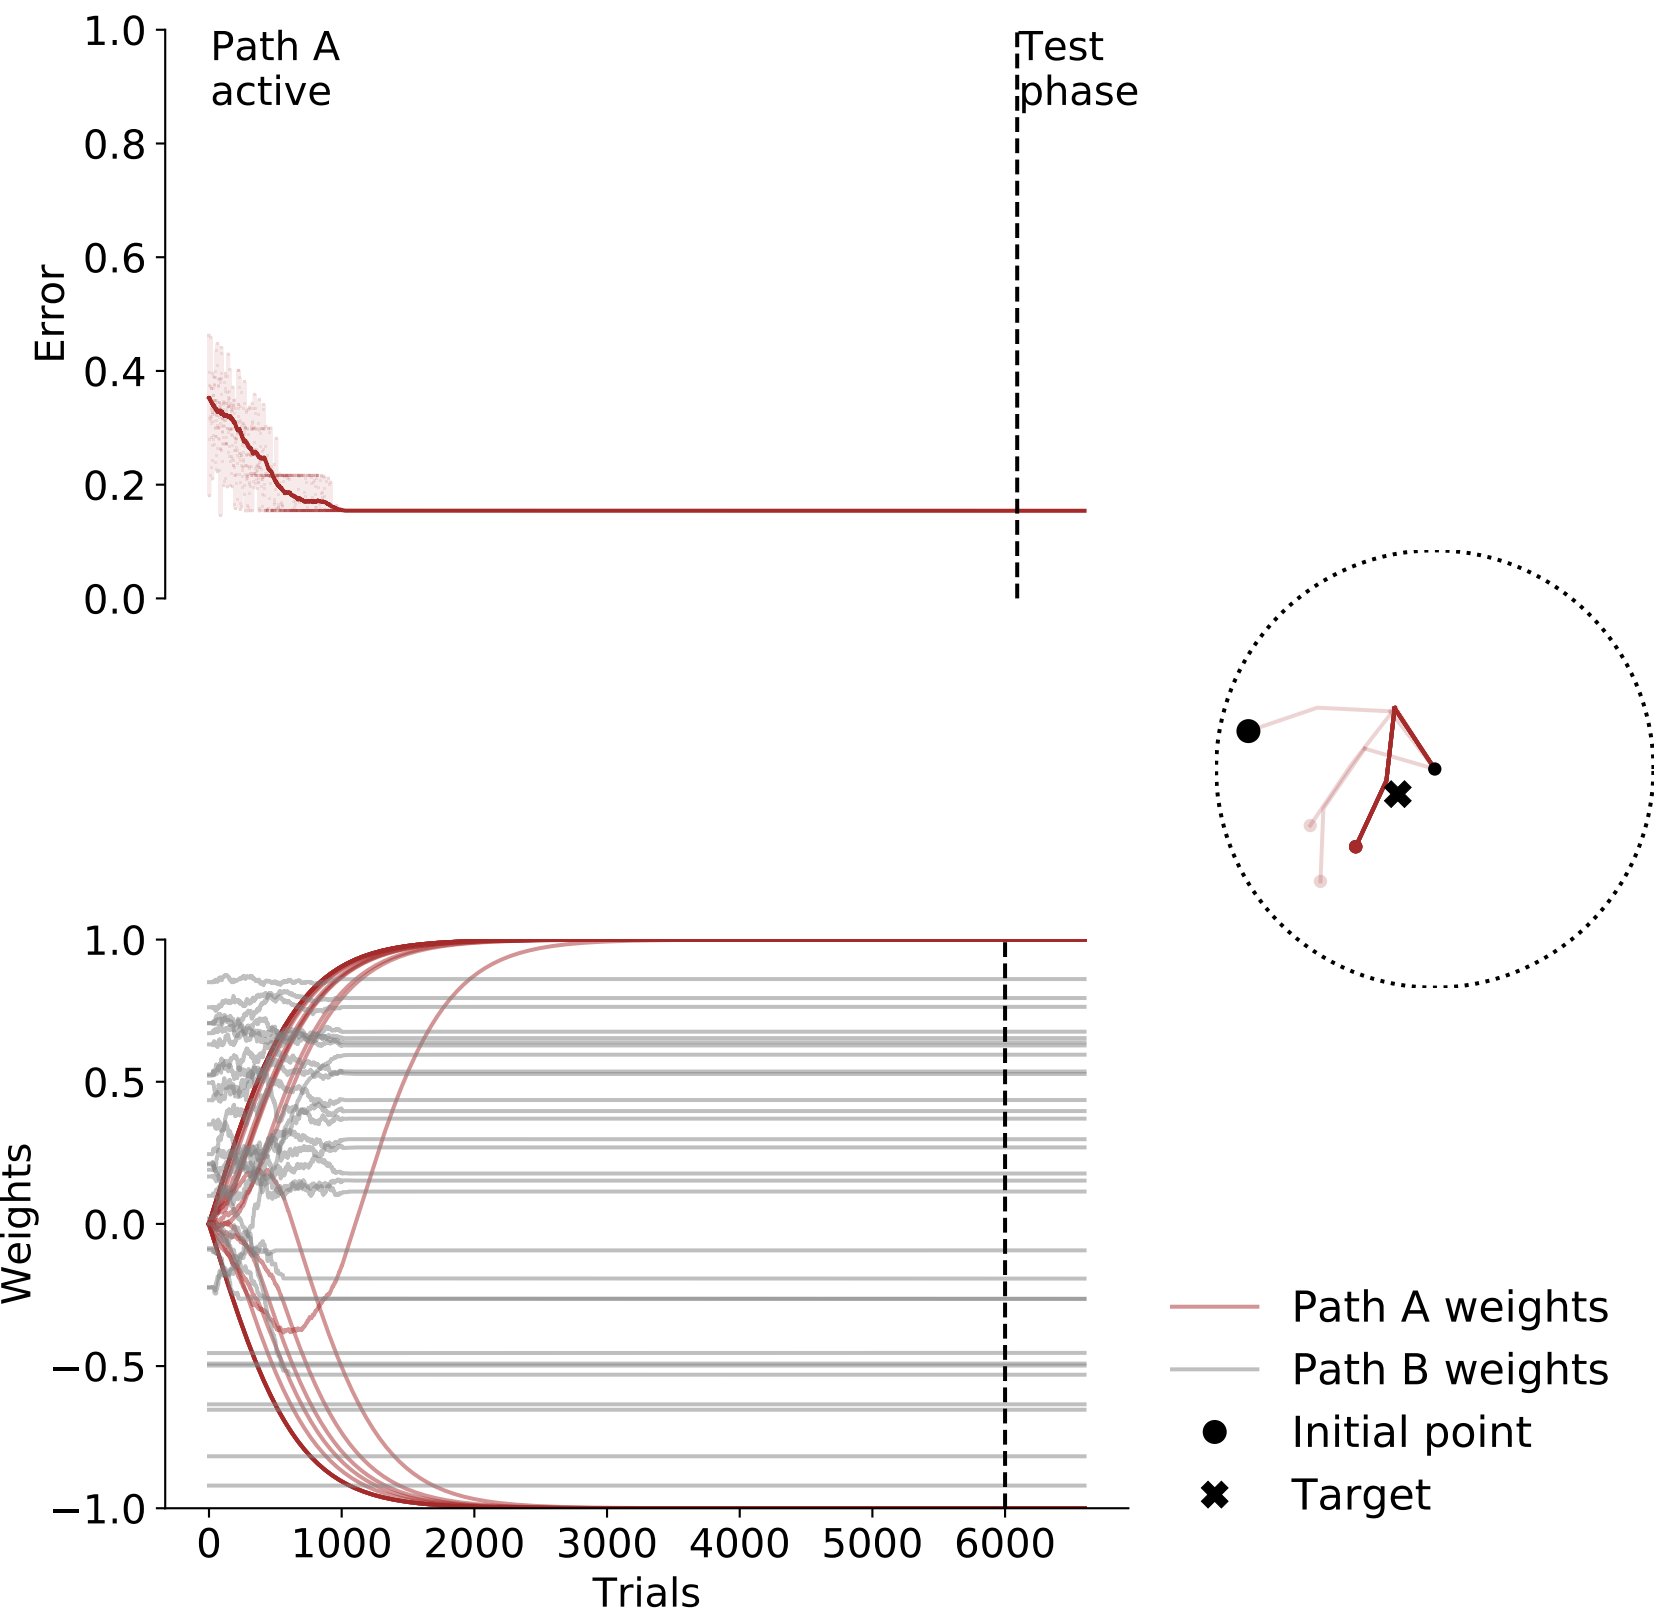 1.0
Path A
active
Test
phase
0.8
0.6
0.4
0.2
0.0
Error
1.0
0.5
0.0
−0.5
−1.0
Weights
0 1000 2000 3000 4000 5000 6000
Trials
Path A weights
Path B weights
Initial point
Target